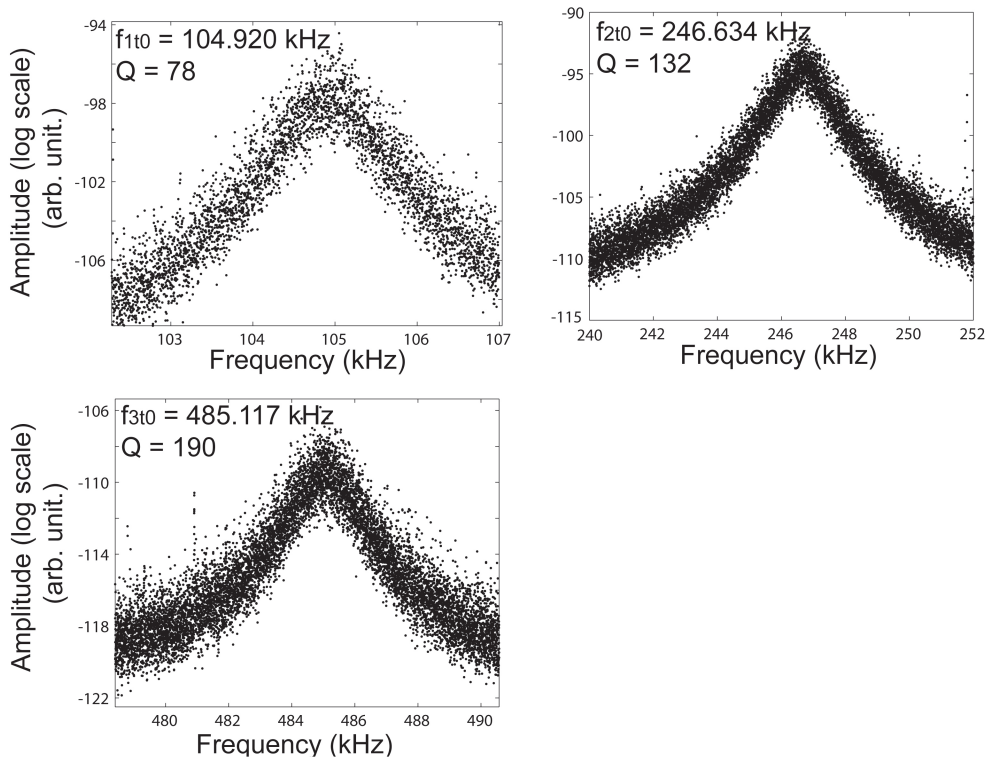 f1t0 = 104.920 kHz
Q = 78
-94
-98
-102
-106
103
104
105
106
107
Frequency (kHz)
Amplitude (log scale)
(arb. unit.)
f2t0 = 246.634 kHz
Q = 132
-90
-95
-100
-105
-110
-115
240
242
244
246
248
250
252
Frequency (kHz)
f3t0 = 485.117 kHz
Q = 190
-106
-110
-114
-118
-122
480
482
484
486
488
490
Frequency (kHz)
Amplitude (log scale)
(arb. unit.)